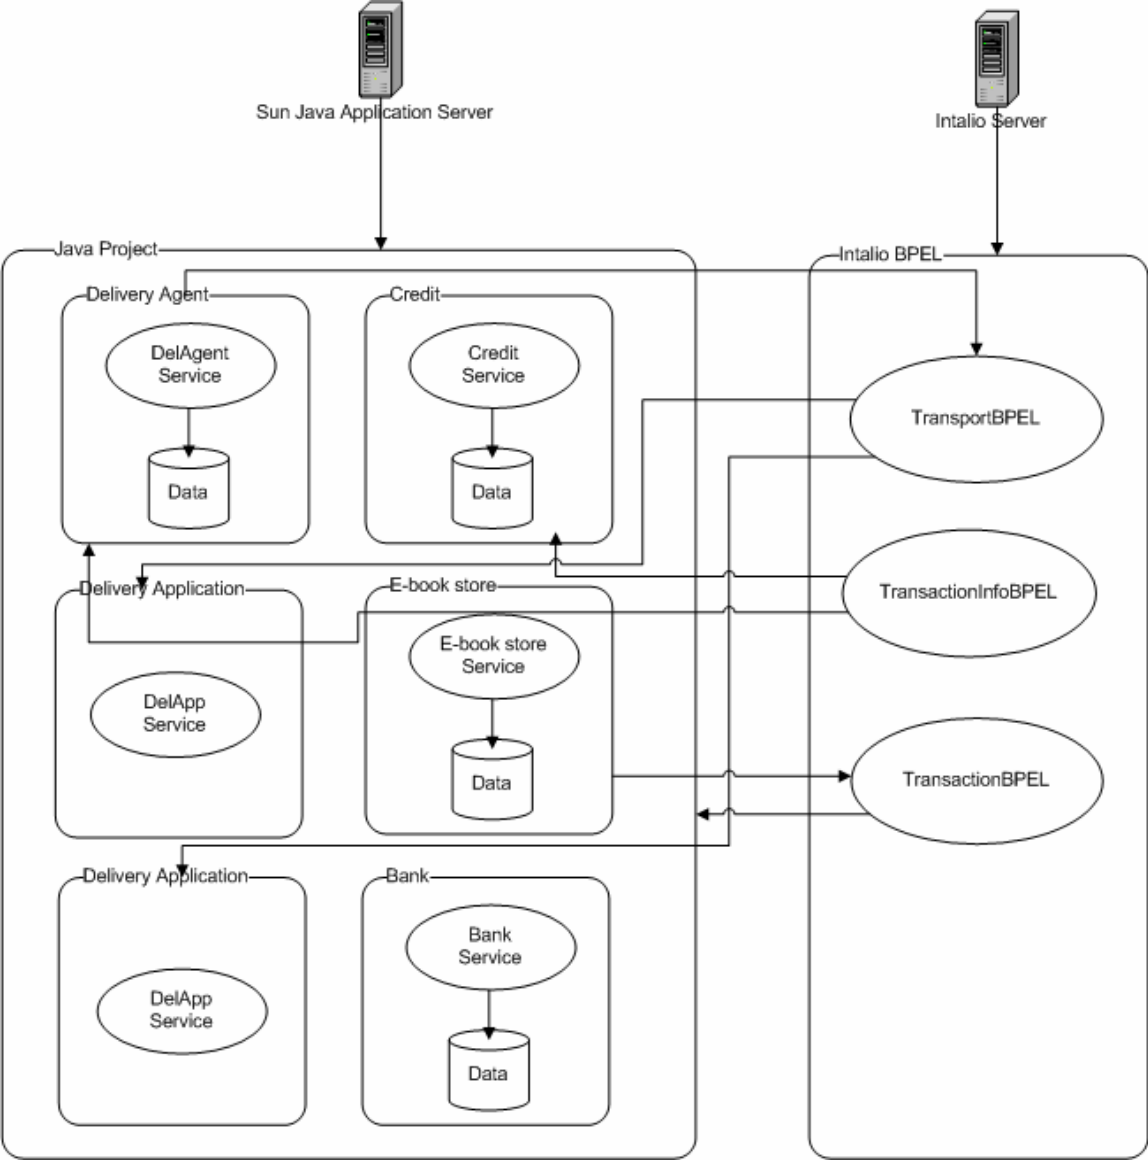 Sun Java Application Server
Intalio Server
Java Project
Intalio BPEL
Delivery Agent
Credit
DelAgent
Service
Credit
Service
TransportBPEL
Data
Data
Delivery Application
E-book store
TransactionInfoBPEL
E-book store
Service
DelApp
Service
Data
TransactionBPEL
Delivery Application
Bank
Bank
Service
DelApp
Service
Data